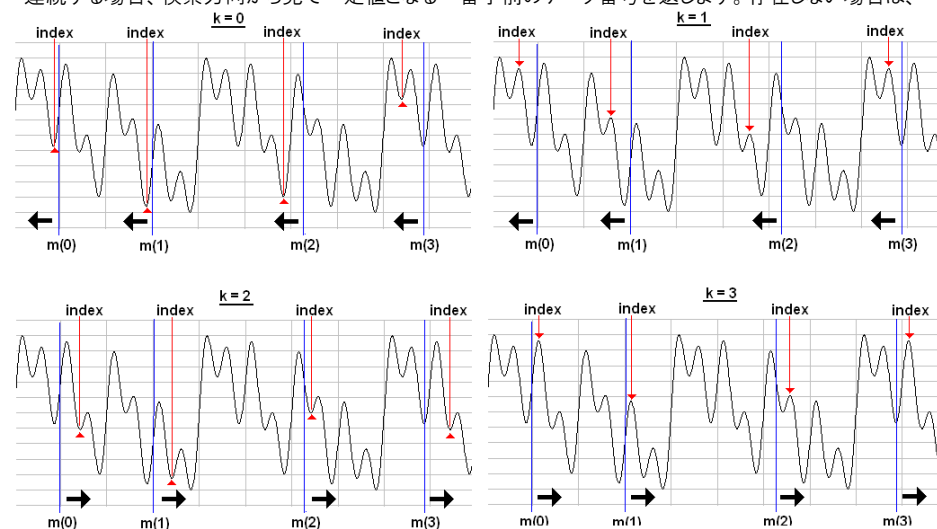 連続する場合、検索方向から見て一定値となる一番手前のデータ番号を返します。存在しない場合は、
k = 0
index index index index
m(0) m(1) m(2) m(3)
k = 1
index index index index
m(0) m(1) m(2) m(3)
k = 2
index index index index
m(0) m(1) m(2) m(3)
k = 3
index index index index
m(0) m(1) m(2) m(3)